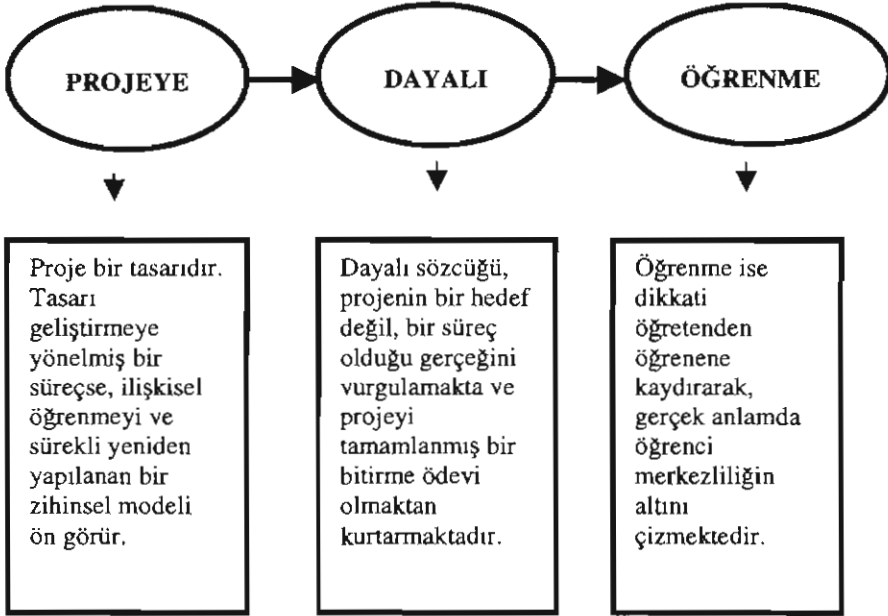 PROJEYE
DAYALI
ÖĞRENME
Proje bir tasarıdır.
Tasarı
geliştirmeye
yönelmiş bir
süreçse, ilişkisel
öğrenmeyi ve
sürekli yeniden
yapılanan bir
zihinsel modeli
ön görür.
Dayalı sözcüğü,
projenin bir hedef
değil, bir süreç
olduğu gerçeğini
vurgulamakta ve
projeyi
tamamlanmış bir
bitirme ödevi
olmaktan
kurtarmaktadır.
Öğrenme ise
dikkati
öğretenden
öğrenene
kaydırarak,
gerçek anlamda
öğrenci
merkezliliğin
altını
çizmektedir.